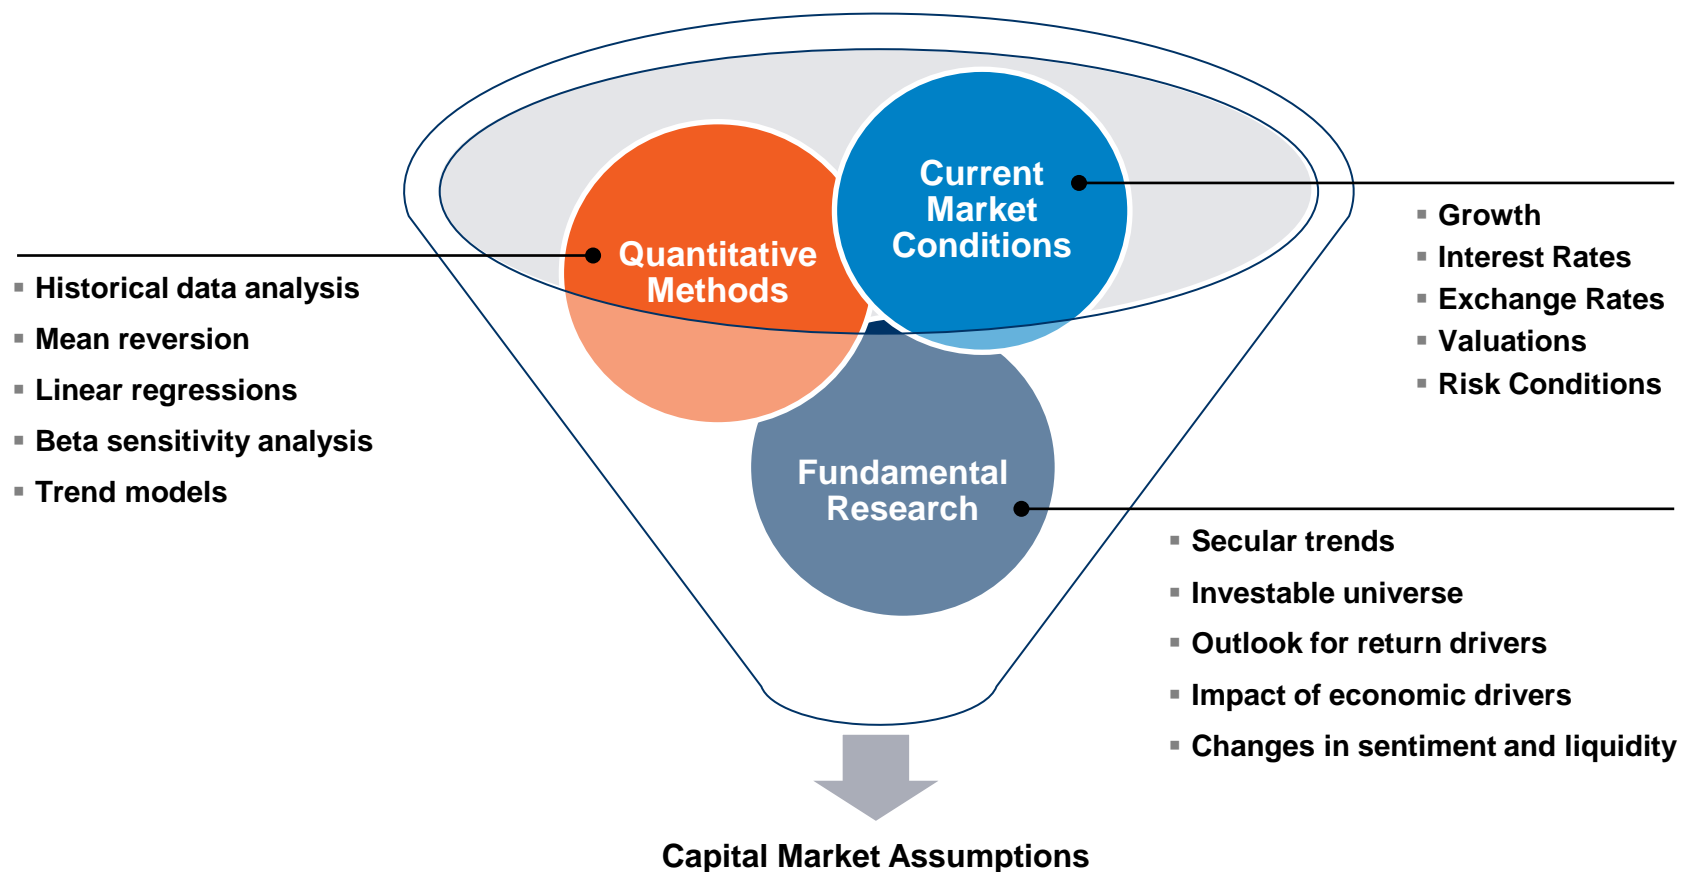 Current
Market
Conditions
▪ Growth
▪ Interest Rates
▪ Exchange Rates
▪ Valuations
▪ Risk Conditions
Quantitative
Methods
▪ Historical data analysis
▪ Mean reversion
▪ Linear regressions
▪ Beta sensitivity analysis
▪ Trend models
Fundamental
Research
▪ Secular trends
▪ Investable universe
▪ Outlook for return drivers
▪ Impact of economic drivers
▪ Changes in sentiment and liquidity
Capital Market Assumptions